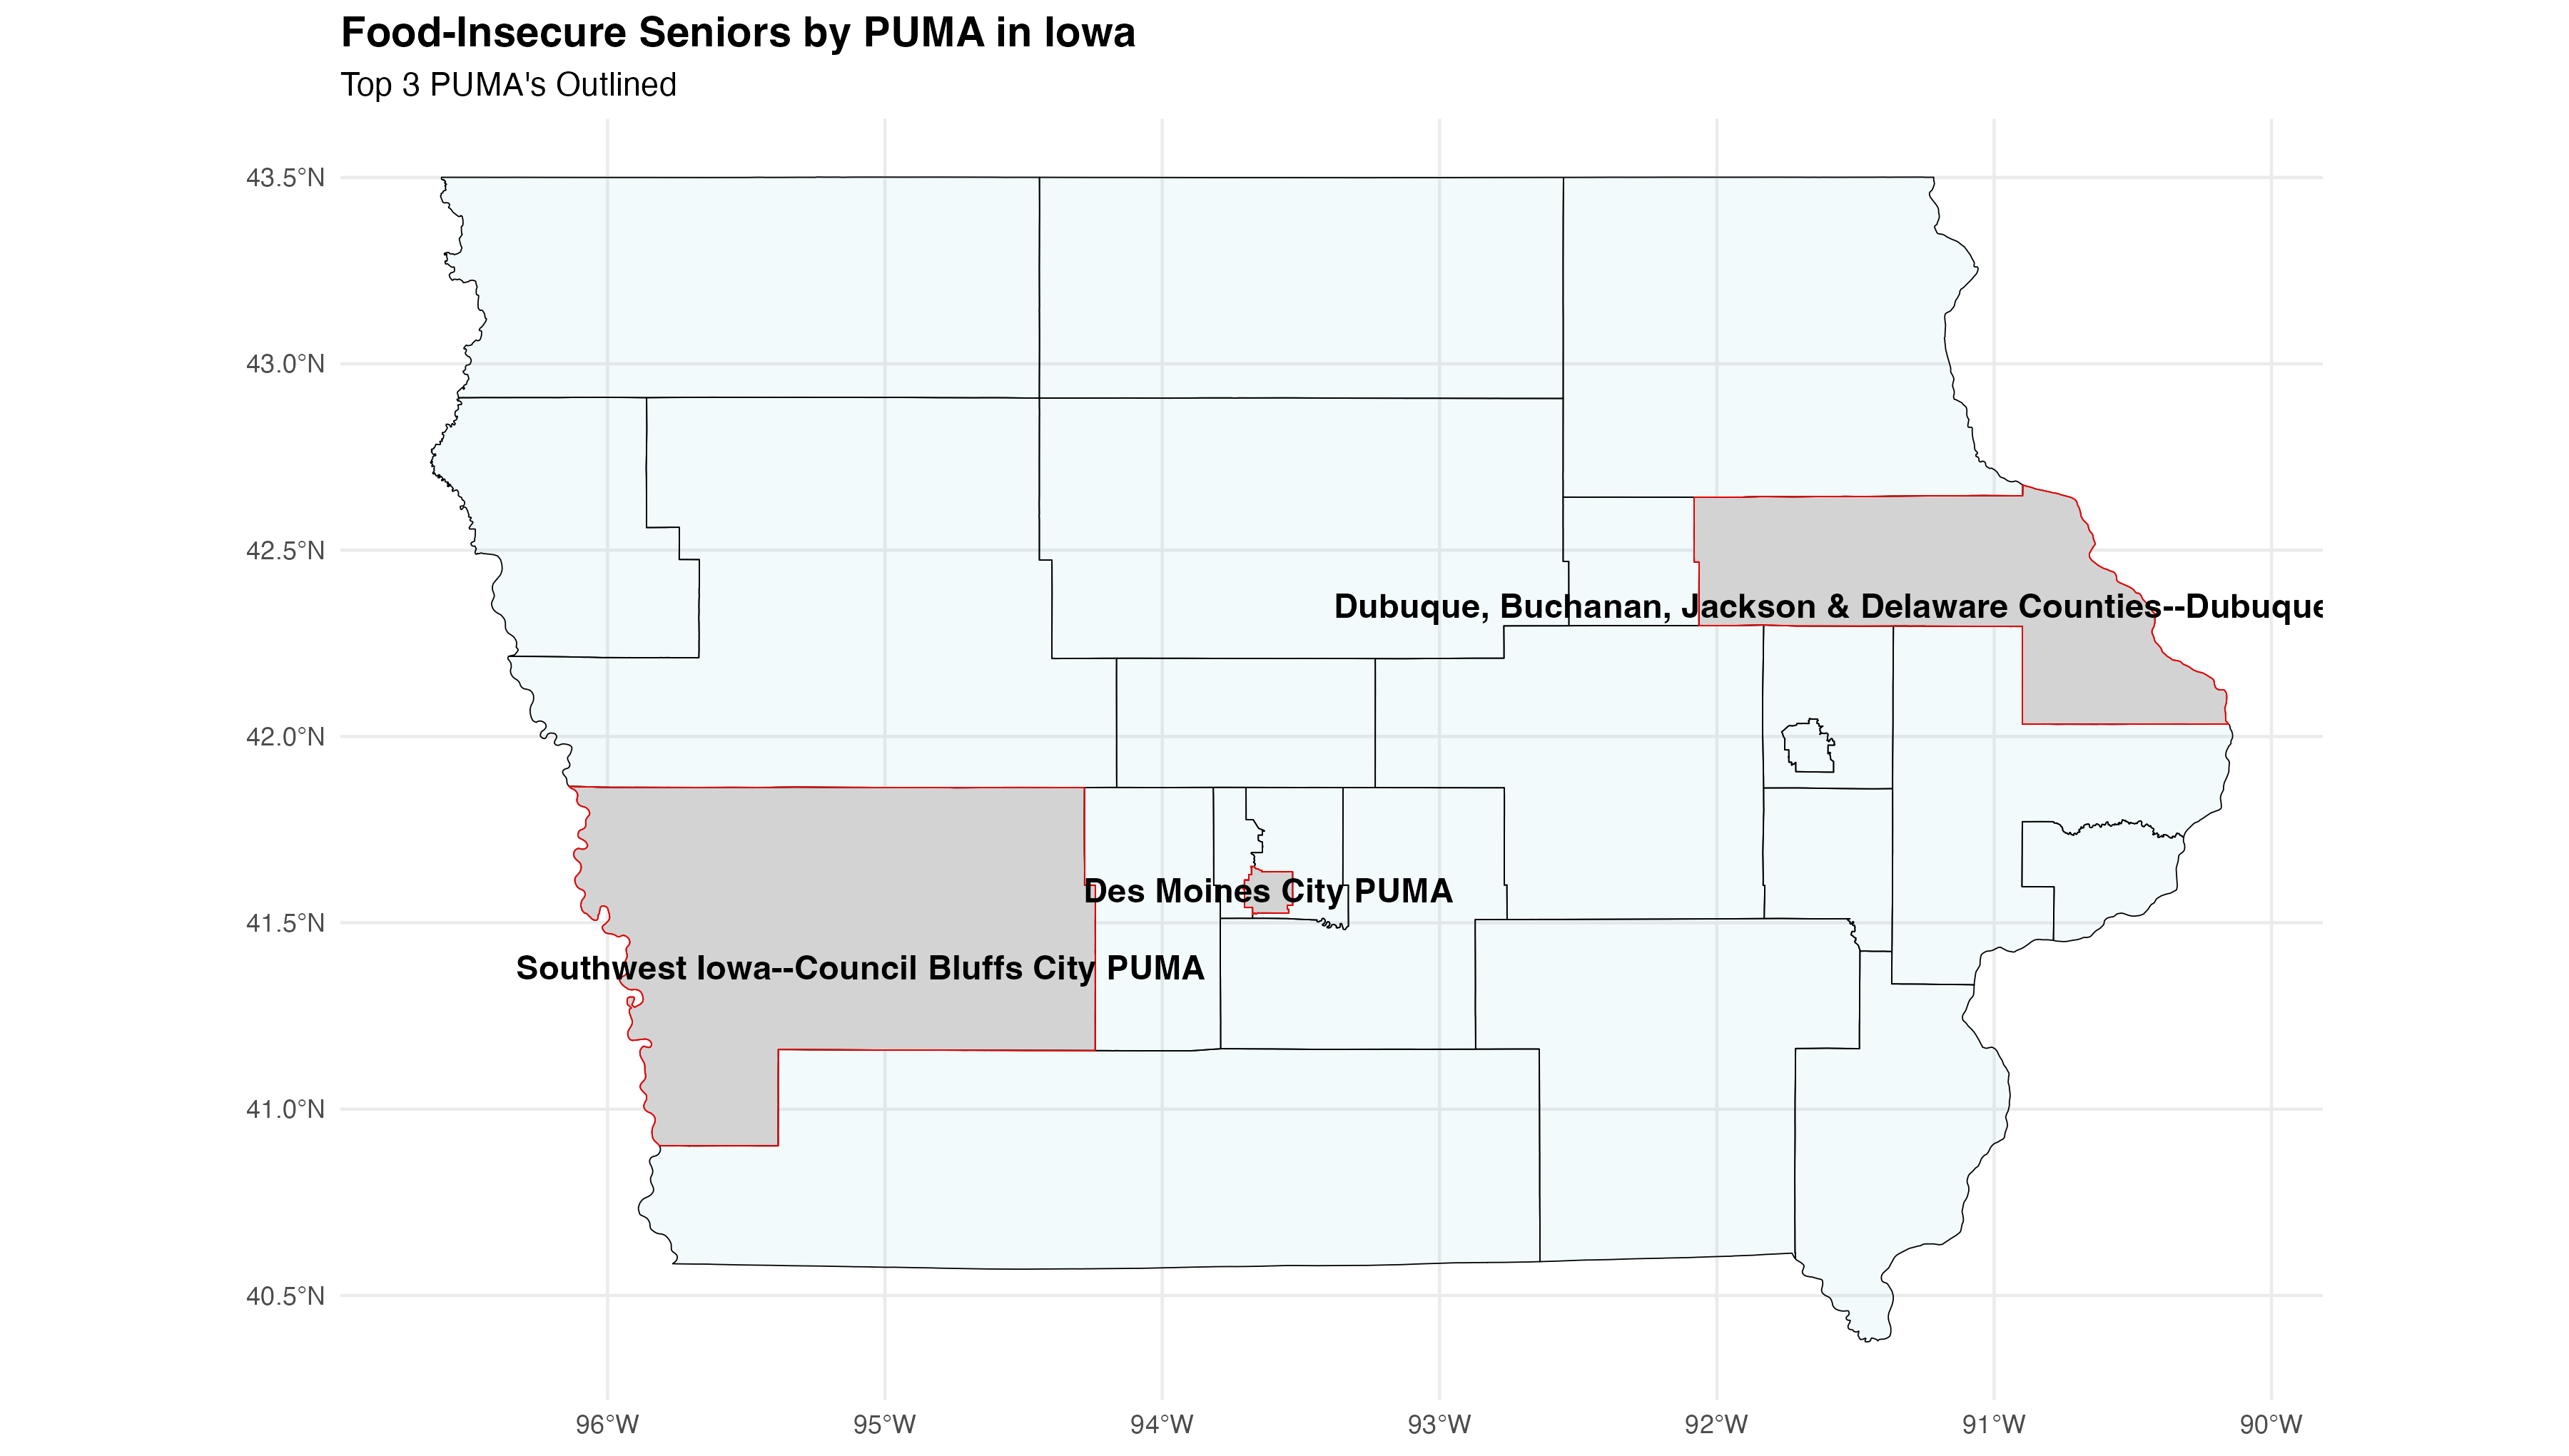 Food-Insecure Seniors by PUMA in Iowa
Top 3 PUMA's Outlined
43.5°N
43.0°N
42.5°N
Dubuque, Buchanan, Jackson & Delaware Counties--Dubuque
42.0°N
Des Moines City PUMA
41.5°N
Southwest Iowa--Council Bluffs City PUMA
41.0°N
40.5°N
96°W 95°W 94°W 93°W 92°W 91°W 90°W